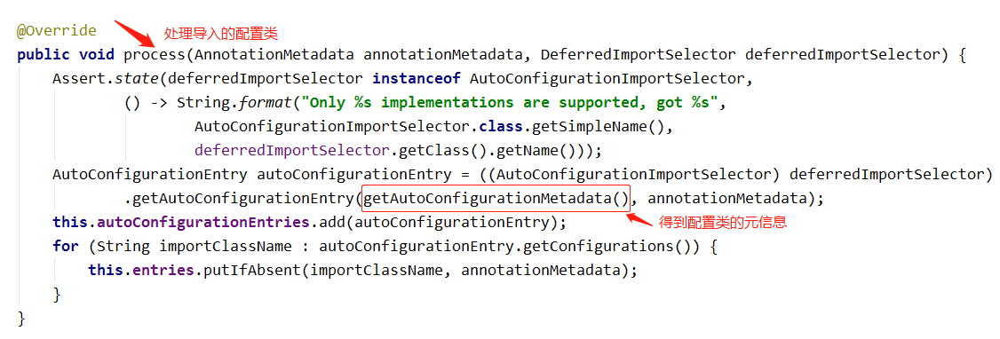 @Override 处理导入的配置类
public void process(AnnotationMetadata annotationMetadata, DeferredImportSelector deferredImportSelector) {
Assert.state(deferredImportSelector instanceof AutoConfigurationImportSelector,
() -> String.format("Only %s implementations are supported, got %s",
AutoConfigurationImportSelector.class.getSimpleName(),
deferredImportSelector.getClass().getName()));
AutoConfigurationEntry autoConfigurationEntry = ((AutoConfigurationImportSelector) deferredImportSelector)
.getAutoConfigurationEntry(getAutoConfigurationMetadata(), annotationMetadata);
this.autoConfigurationEntries.add(autoConfigurationEntry); 得到配置类的元信息
for (String importClassName : autoConfigurationEntry.getConfigurations()) {
this.entries.putIfAbsent(importClassName, annotationMetadata);
}
}